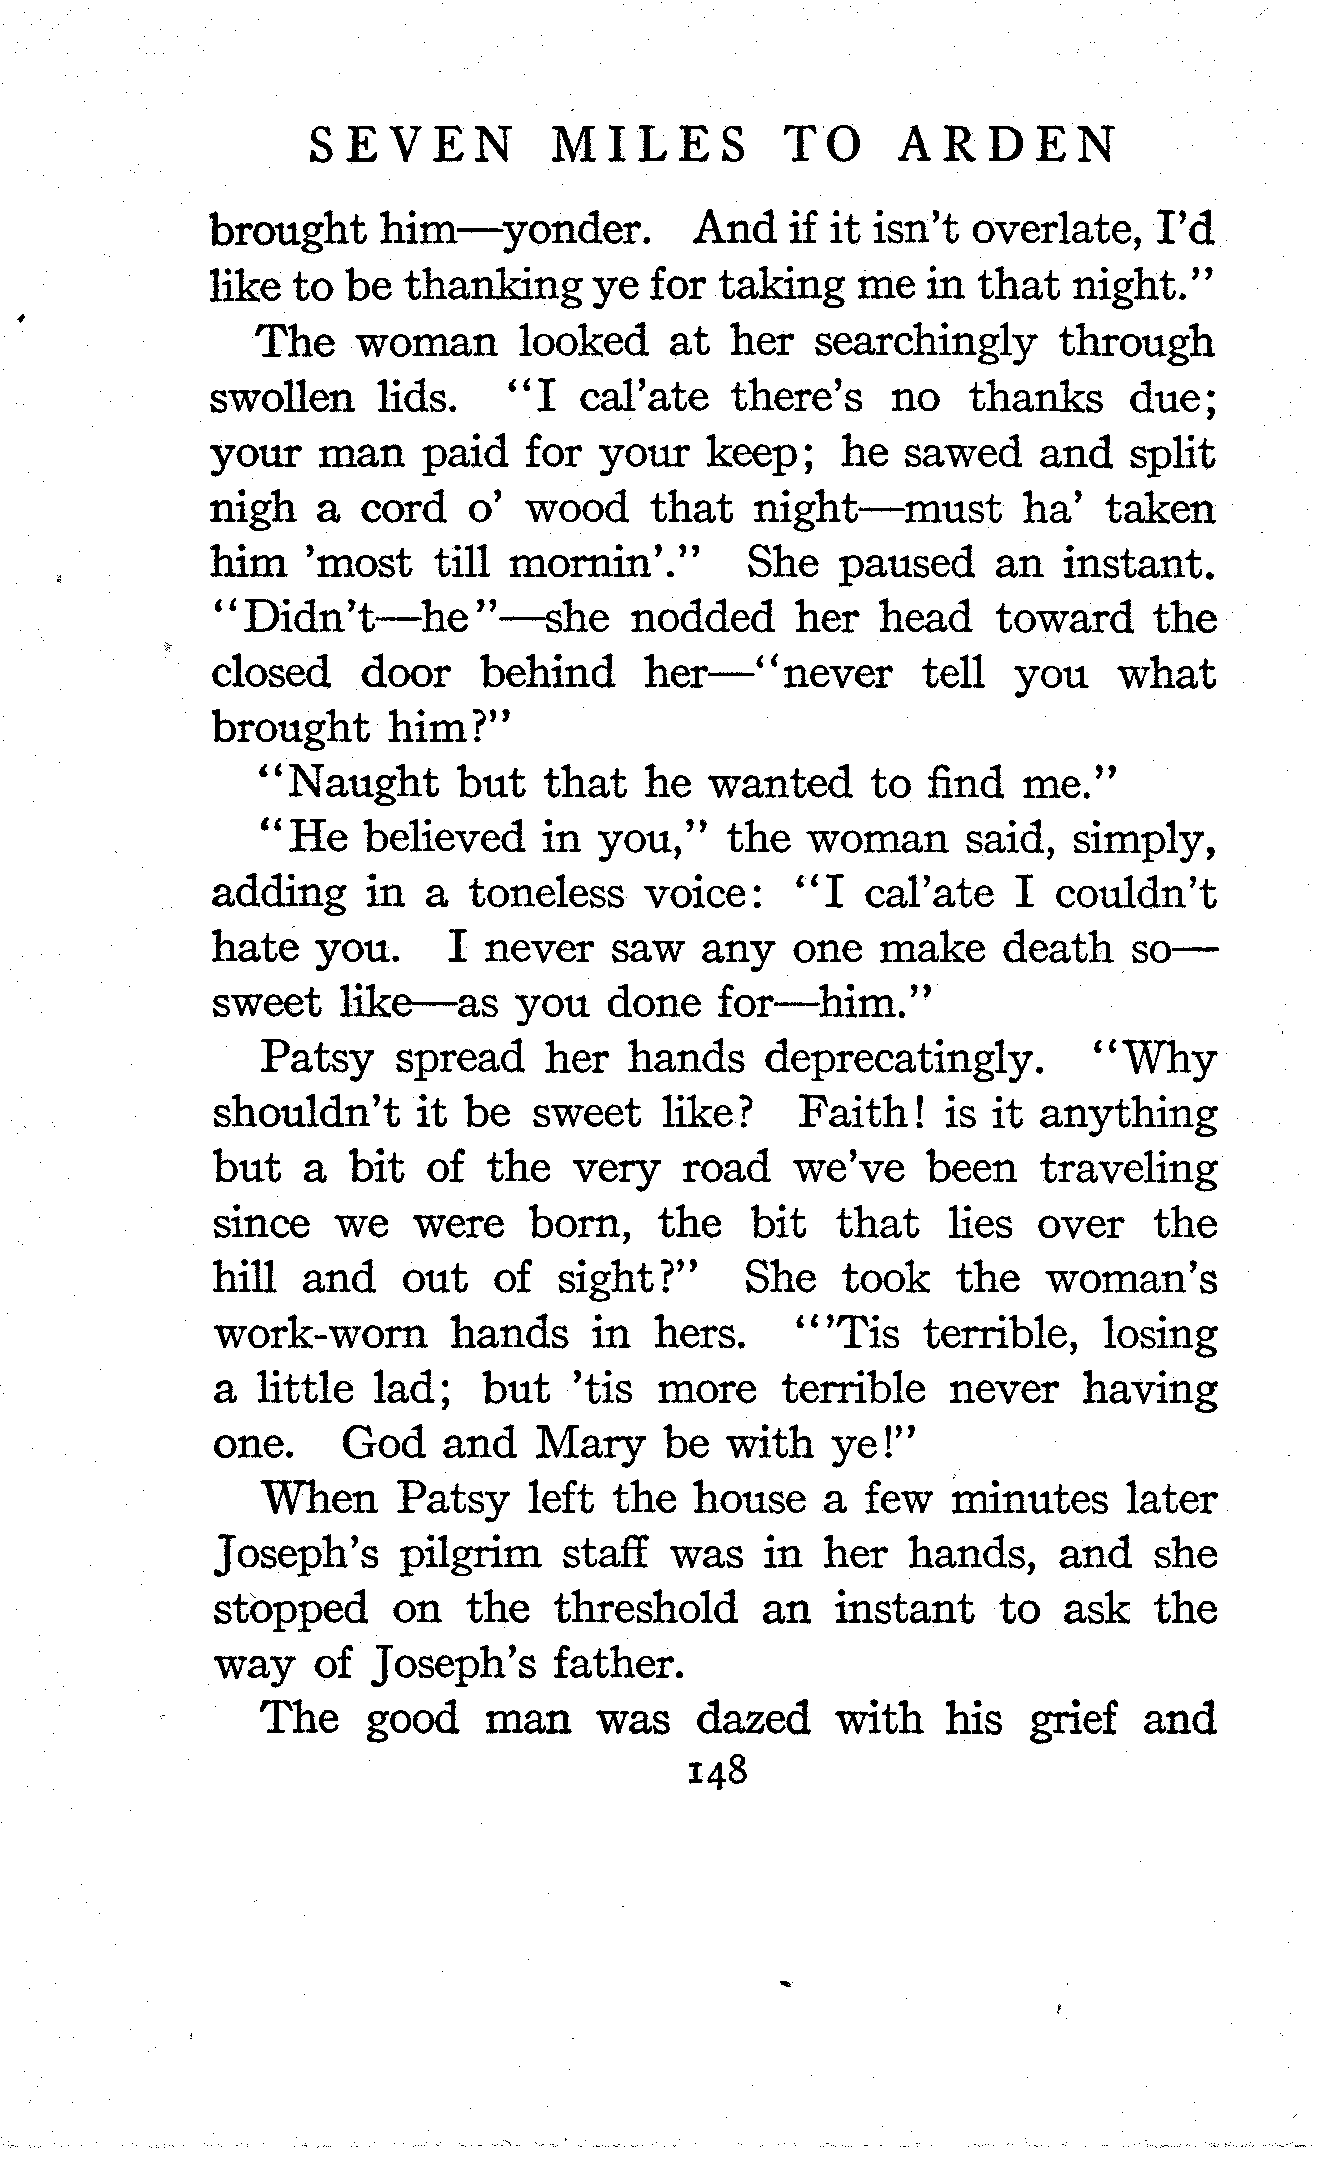 SEVEN MILES TO ARDEN
brought him—yonder. And if it isn't overlate, I'd
like to be thanking ye for taking me in that night."
The woman looked at her searchingly through
swollen lids. "I cal'ate there's no thanks due;
your man paid for your keep; he sawed and split
nigh a cord o' wood that night—must ha' taken
him 'most till mornin'." She paused an instant.
"Didn't—he"—she nodded her head toward the
closed door behind her—"never tell you what
brought him?"
"Naught but that he wanted to find me."
"He believed in you," the woman said, simply,
adding in a toneless voice: "I cal'ate I couldn't
hate you. I never saw any one make death so—
sweet like—as you done for—him."
Patsy spread her hands deprecatingly. "Why
shouldn't it be sweet like? Faith! is it anything
but a bit of the very road we've been traveling
since we were born, the bit that lies over the
hill and out of sight?" She took the woman's
work-worn hands in hers. "'Tis terrible, losing
a little lad; but 'tis more terrible never having
one. God and Mary be with ye!"
When Patsy left the house a few minutes later
Joseph's pilgrim staff was in her hands, and she
stopped on the threshold an instant to ask the
way of Joseph's father.
The good man was dazed with his grief and
148